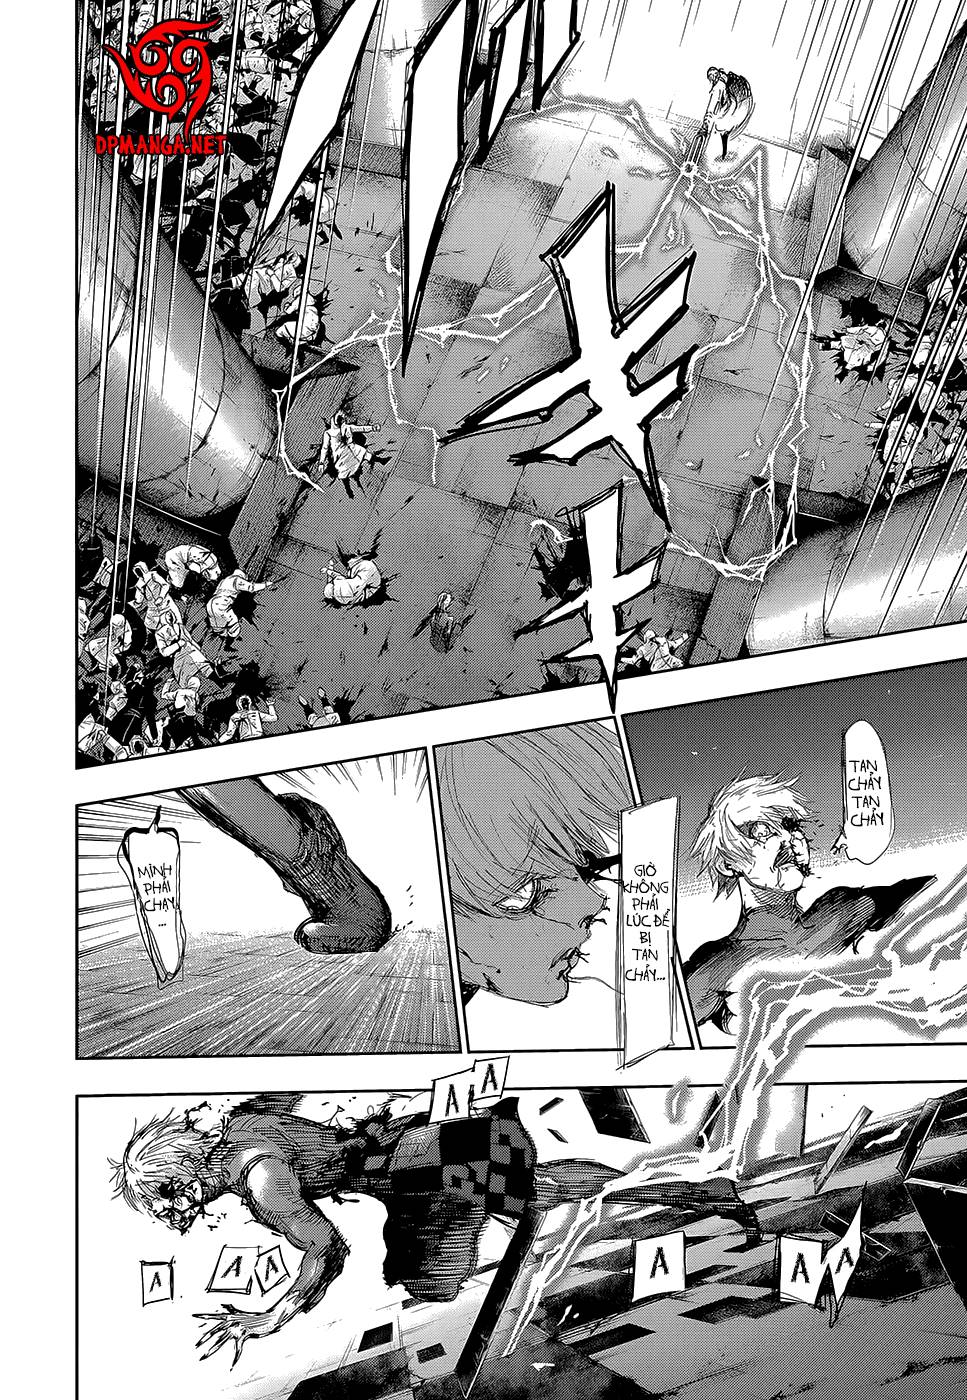 DPMANGA.NET
TAN
CHẢY
TAN
CHẢY
GIỜ
KHÔNG
PHẢI
LÚC ĐỂ
BỊ
TAN
CHẢY...
MÌNH
PHẢI
CHẠY
...
A A
A A A
A A A